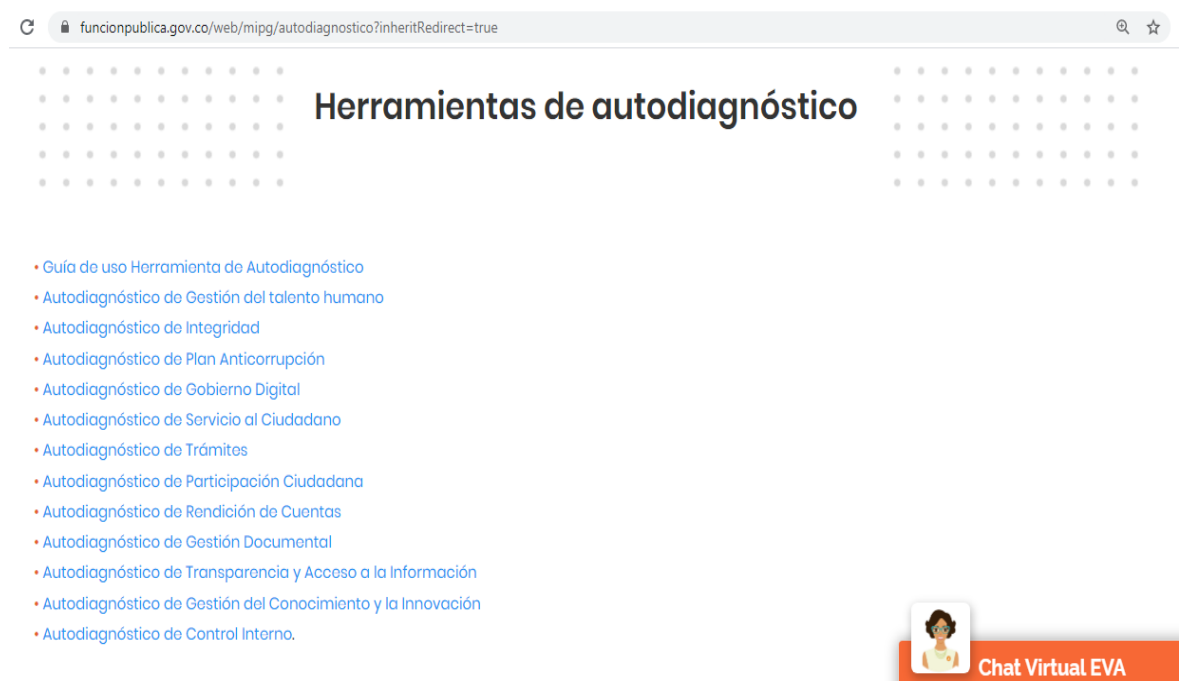 funcionpublica.gov.co/web/mipg/autodiagnostico?inheritRedirect=true
Herramientas de autodiagnóstico
• Guía de uso Herramienta de Autodiagnóstico
• Autodiagnóstico de Gestión del talento humano
• Autodiagnóstico de Integridad
• Autodiagnóstico de Plan Anticorrupción
• Autodiagnóstico de Gobierno Digital
• Autodiagnóstico de Servicio al Ciudadano
• Autodiagnóstico de Trámites
• Autodiagnóstico de Participación Ciudadana
• Autodiagnóstico de Rendición de Cuentas
• Autodiagnóstico de Gestión Documental
• Autodiagnóstico de Transparencia y Acceso a la Información
• Autodiagnóstico de Gestión del Conocimiento y la Innovación
• Autodiagnóstico de Control Interno.
Chat Virtual EVA